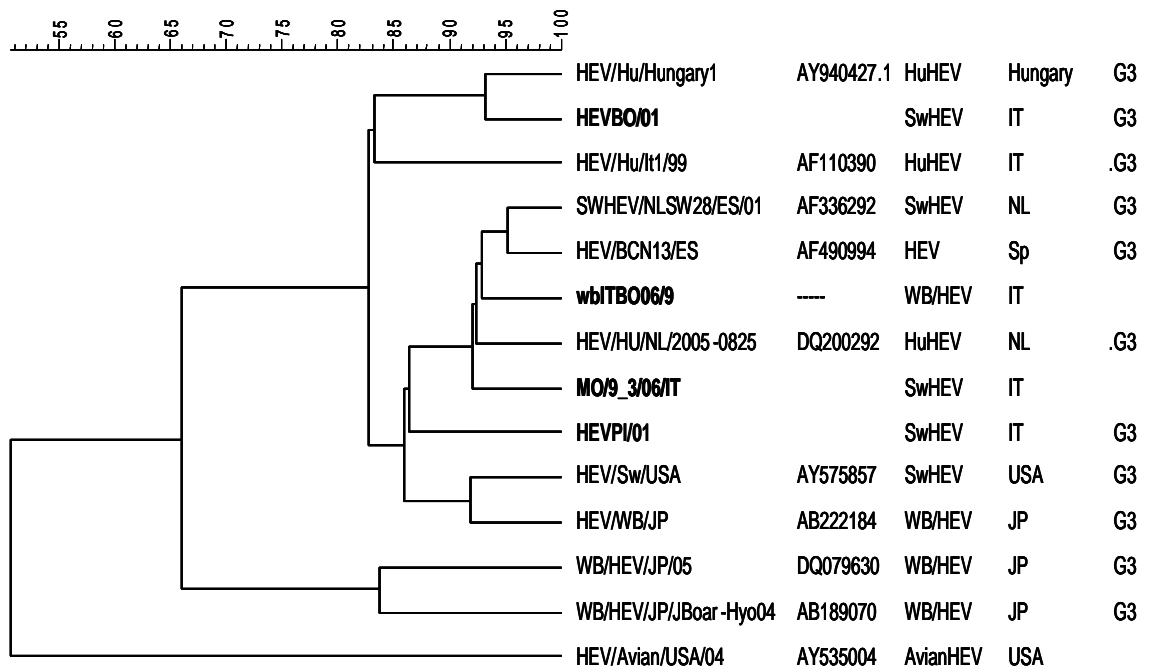 55 60 65 70 75 80 85 90 95 100
HEV/Hu/Hungary1 AY940427.1 HuHEV Hungary G3
HEVBO/01 SwHEV IT G3
HEV/Hu/It1/99 AF110390 HuHEV IT .G3
SWHEV/NLSW28/ES/01 AF336292 SwHEV NL G3
HEV/BCN13/ES AF490994 HEV Sp G3
wbITBO06/9 ----- WB/HEV IT
HEV/HU/NL/2005-0825 DQ200292 HuHEV NL .G3
MO/9_3/06/IT SwHEV IT
HEVPI/01 SwHEV IT G3
HEV/Sw/USA AY575857 SwHEV USA G3
HEV/WB/JP AB222184 WB/HEV JP G3
WB/HEV/JP/05 DQ079630 WB/HEV JP G3
WB/HEV/JP/JBoar-Hyo04 AB189070 WB/HEV JP G3
HEV/Avian/USA/04 AY535004 AvianHEV USA